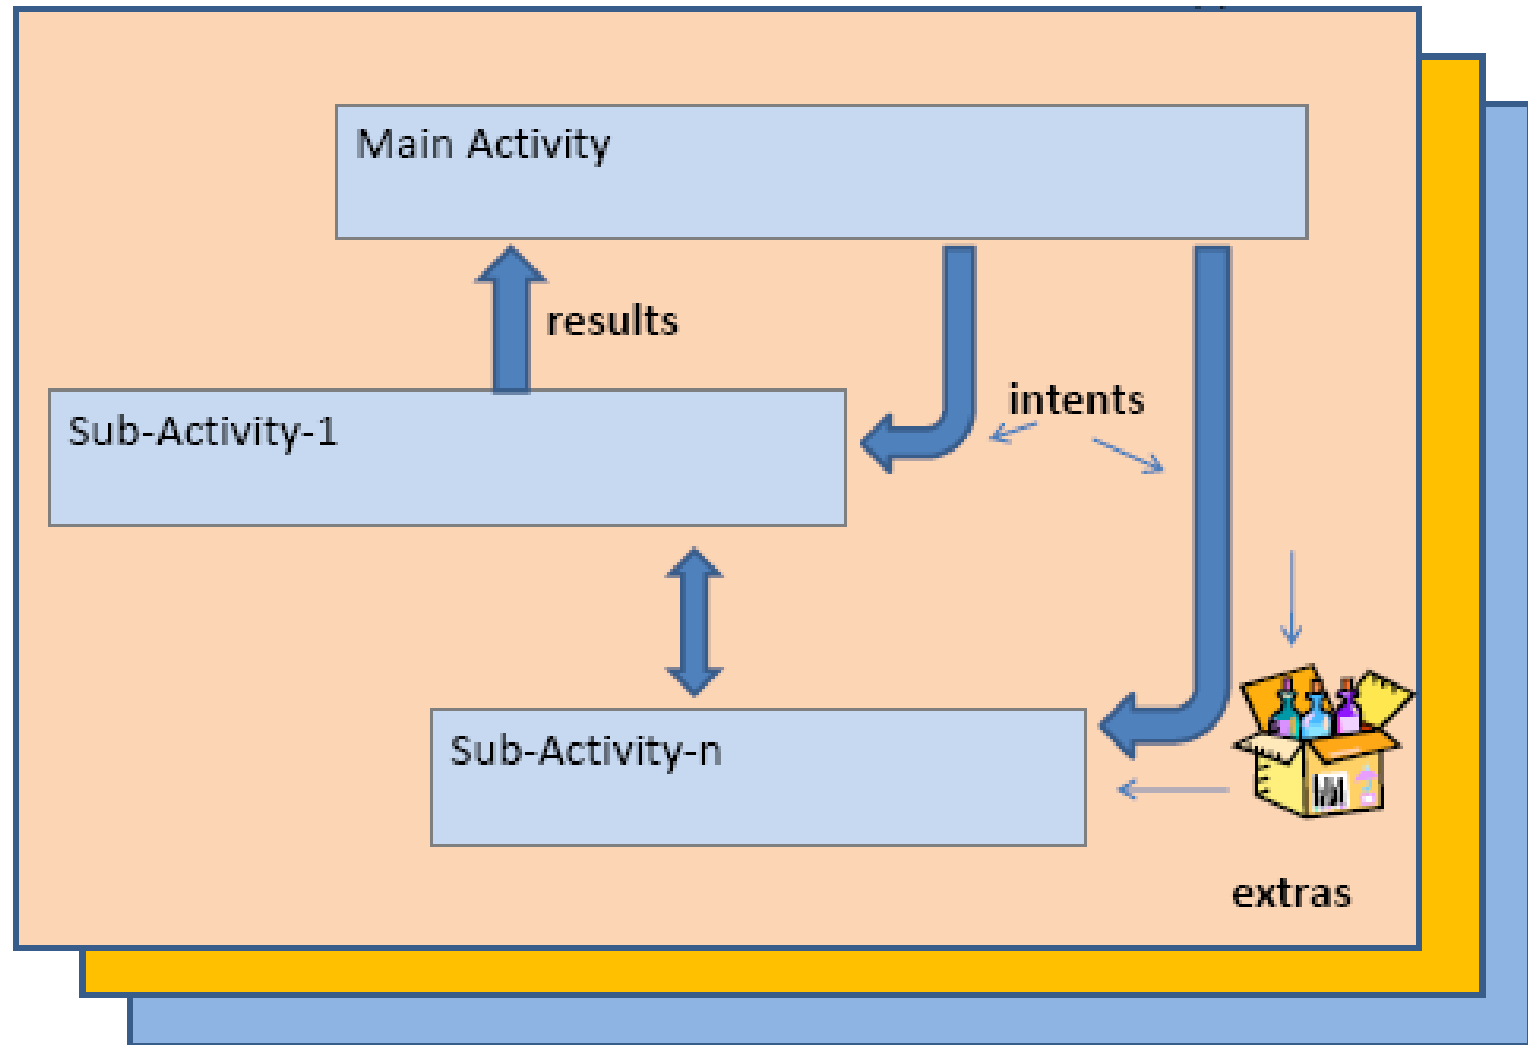 Main Activity
results
intents
Sub-Activity-1
Sub-Activity-n
extras